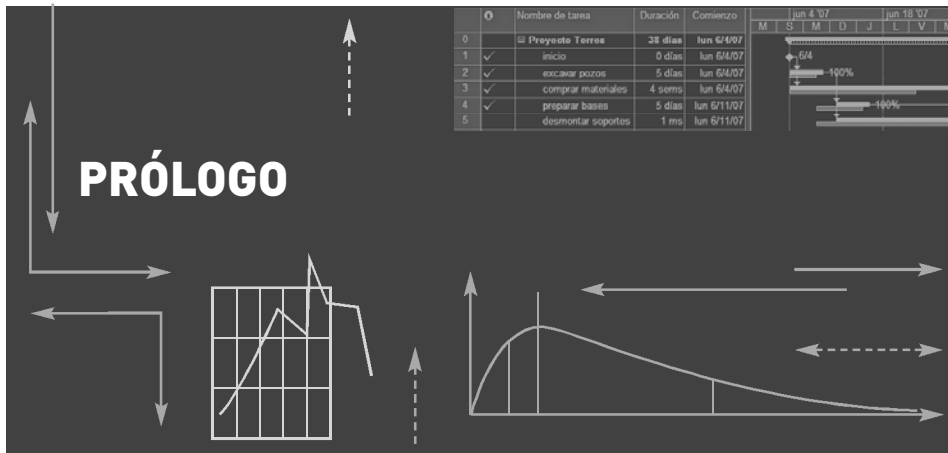 Nombre de tarea Duración Comienzo jun 4 '07 jun 18 '07
M S M D J L V M
0 Proyecto Torres 38 días lun 6/4/07
1 inicio 0 días lun 6/4/07 6/4
2 excavar pozos 5 días lun 6/4/07 100%
3 comprar materiales 4 sems lun 6/4/07
4 preparar bases 5 días lun 6/11/07 100%
5 desmontar soportes 1 ms lun 6/11/07
PRÓLOGO